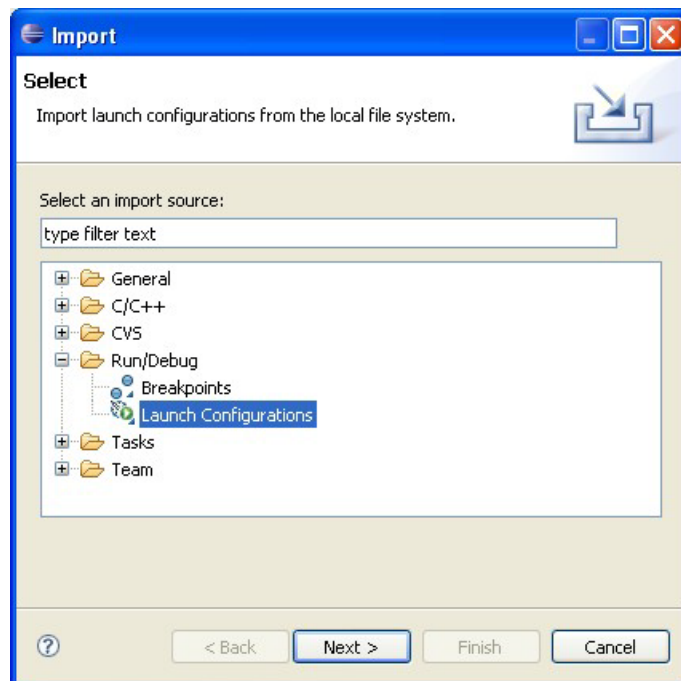 Import
Select
Import launch configurations from the local file system.
Select an import source:
type filter text
General
C/C++
CVS
Run/Debug
Breakpoints
Launch Configurations
Tasks
Team
? < Back Next > Finish Cancel